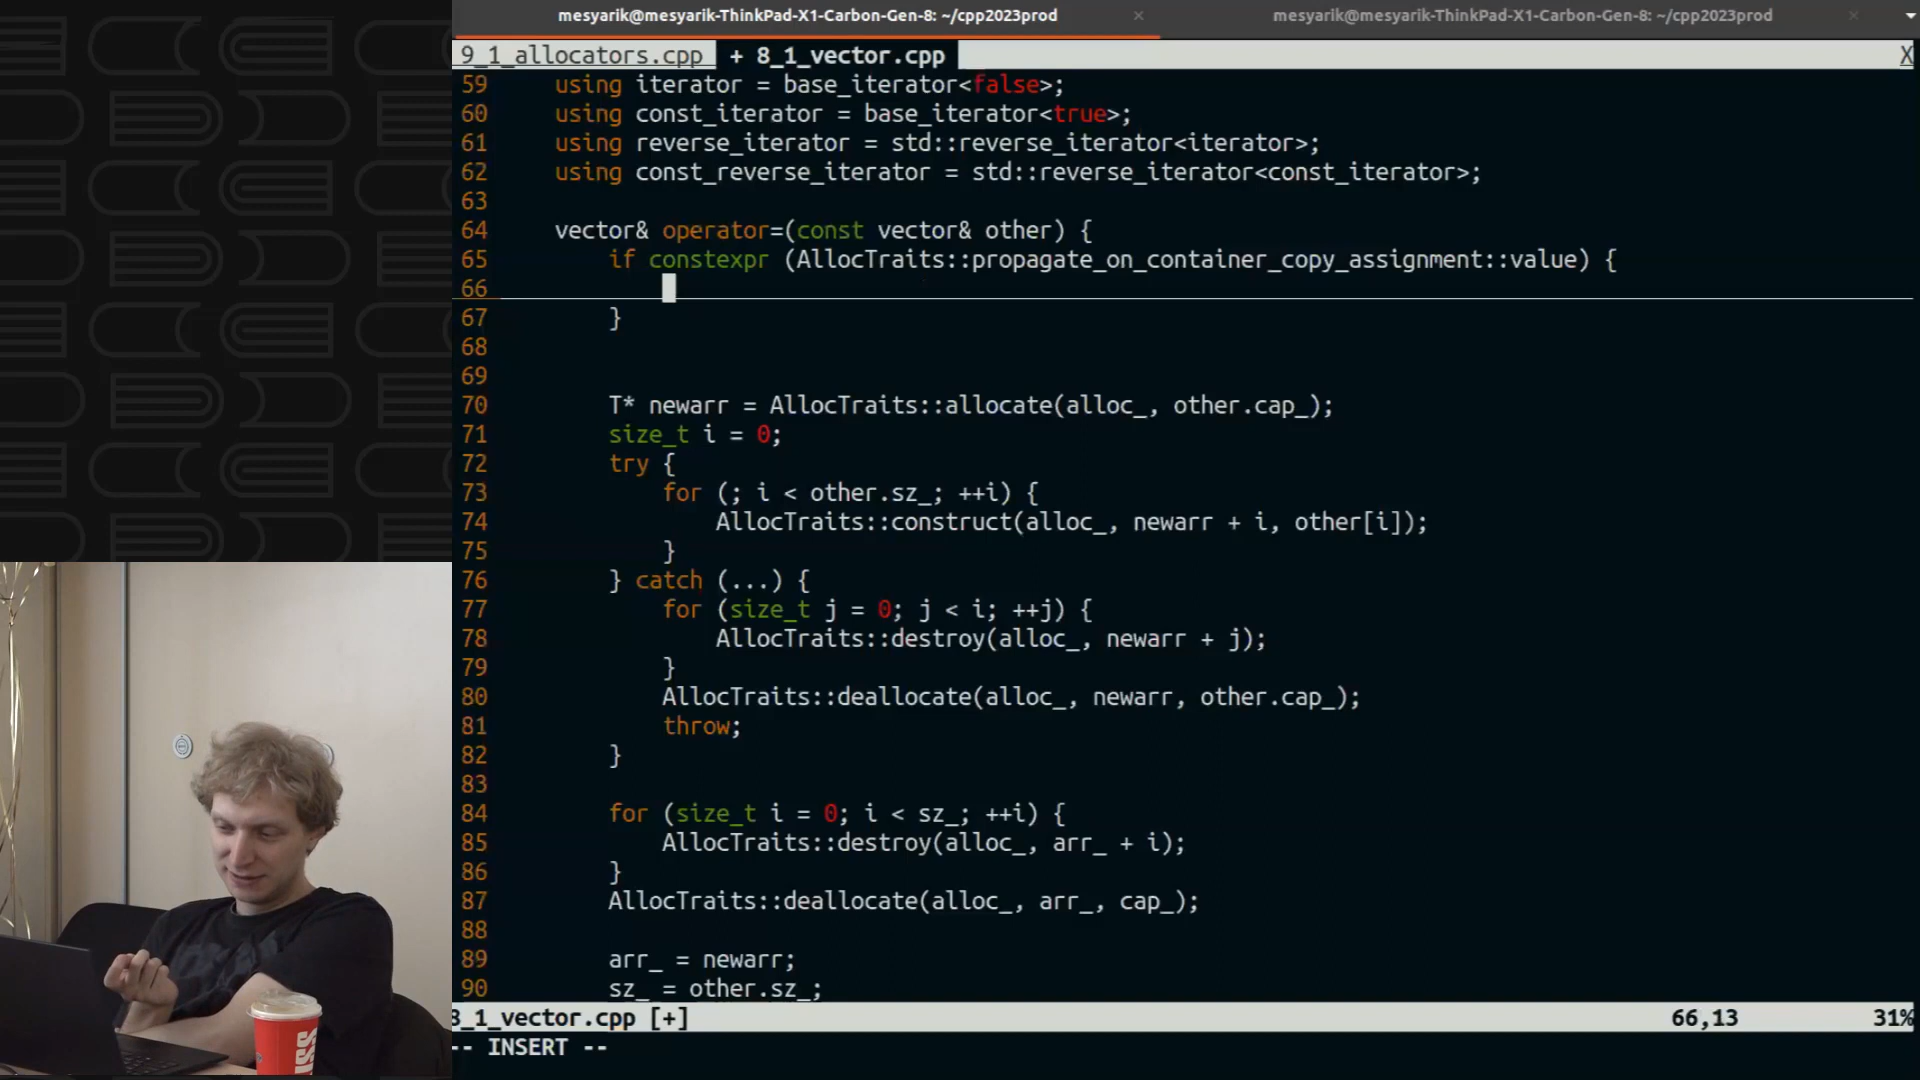 mesyarik@mesyarik-ThinkPad-X1-Carbon-Gen-8: ~/cpp2023prod
mesyarik@mesyarik-ThinkPad-X1-Carbon-Gen-8: ~/cpp2023prod
9_1_allocators.cpp + 8_1_vector.cpp X
59 using iterator = base_iterator<false>;
60 using const_iterator = base_iterator<true>;
61 using reverse_iterator = std::reverse_iterator<iterator>;
62 using const_reverse_iterator = std::reverse_iterator<const_iterator>;
63
64 vector& operator=(const vector& other) {
65 if constexpr (AllocTraits::propagate_on_container_copy_assignment::value) {
66
67 }
68
69
70 T* newarr = AllocTraits::allocate(alloc_, other.cap_);
71 size_t i = 0;
72 try {
73 for (; i < other.sz_; ++i) {
74 AllocTraits::construct(alloc_, newarr + i, other[i]);
75 }
76 } catch (...) {
77 for (size_t j = 0; j < i; ++j) {
78 AllocTraits::destroy(alloc_, newarr + j);
79 }
80 AllocTraits::deallocate(alloc_, newarr, other.cap_);
81 throw;
82 }
83
84 for (size_t i = 0; i < sz_; ++i) {
85 AllocTraits::destroy(alloc_, arr_ + i);
86 }
87 AllocTraits::deallocate(alloc_, arr_, cap_);
88
89 arr_ = newarr;
90 sz_ = other.sz_;
8_1_vector.cpp [+] 66,13 31%
-- INSERT --